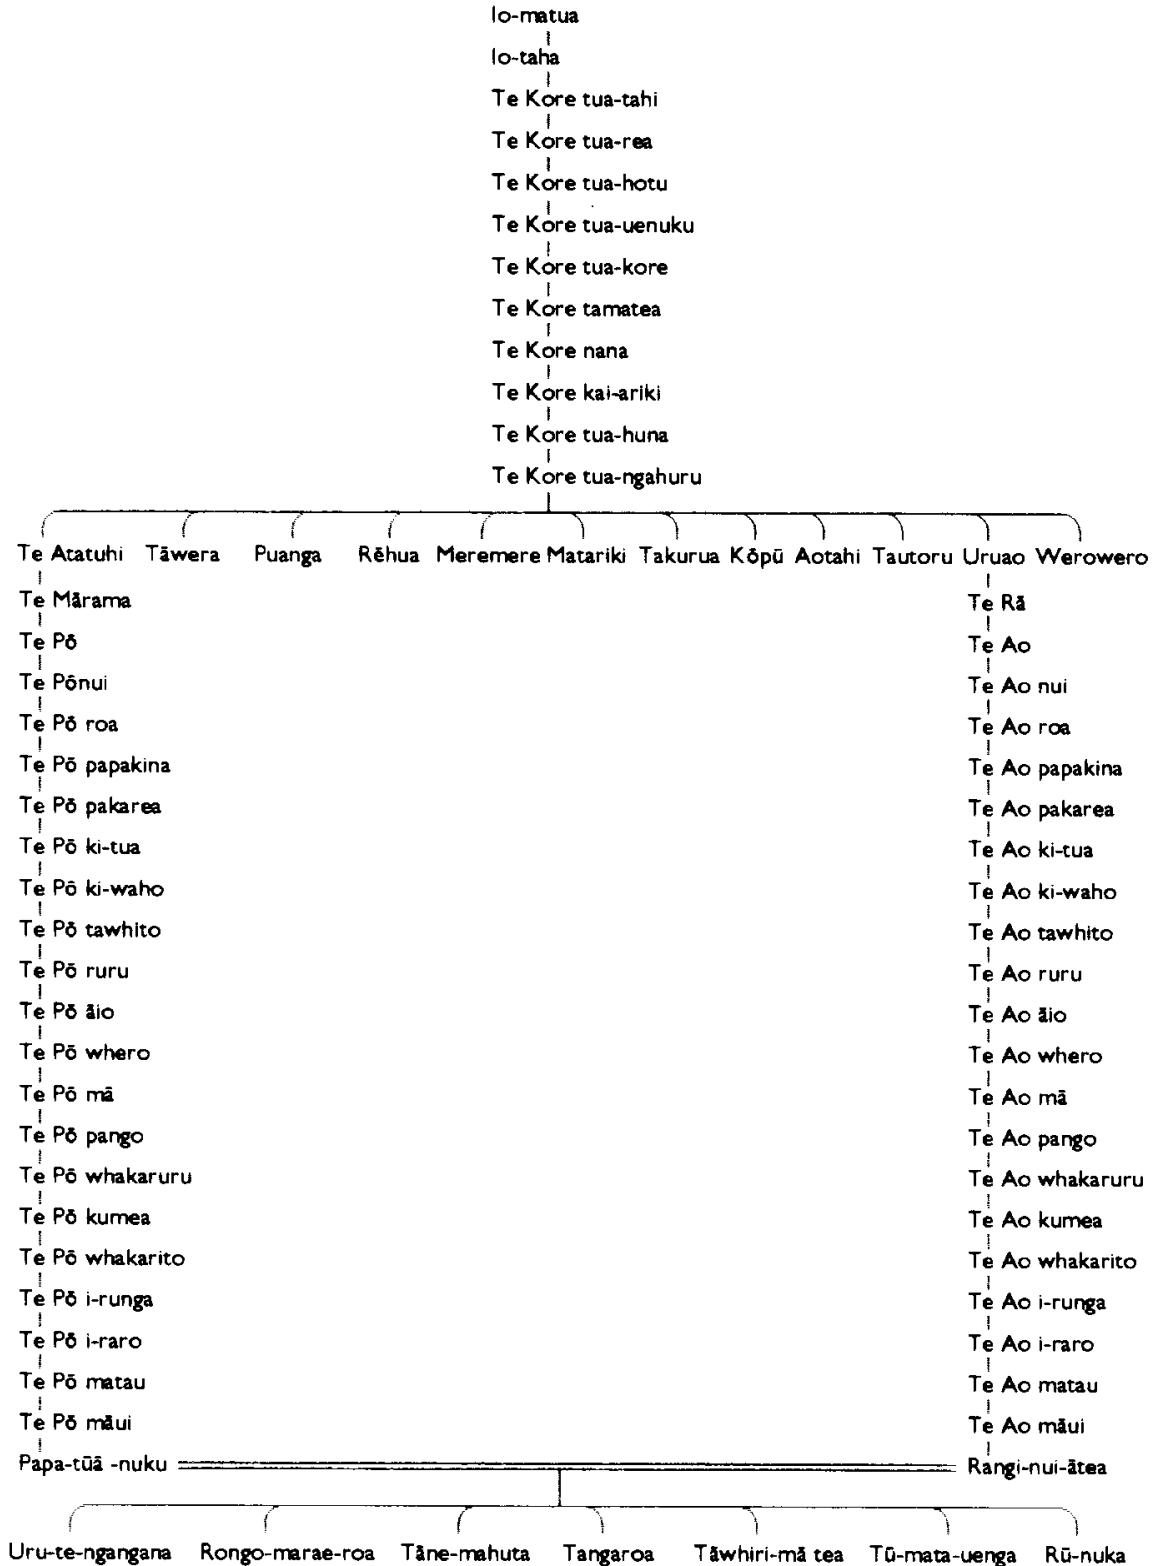 Io-matua
Io-taha
Te Kore tua-tahi
Te Kore tua-rea
Te Kore tua-hotu
Te Kore tua-uenuku
Te Kore tua-kore
Te Kore tamatea
Te Kore nana
Te Kore kai-ariki
Te Kore tua-huna
Te Kore tua-ngahuru
Te Atatuhi Tāwera Puanga Rēhua Meremere Matariki Takurua Kōpū Aotahi Tautoru Uruao Werowero
Te Mārama Te Rā
Te Pō Te Ao
Te Pōnui Te Ao nui
Te Pō roa Te Ao roa
Te Pō papakina Te Ao papakina
Te Pō pakarea Te Ao pakarea
Te Pō ki-tua Te Ao ki-tua
Te Pō ki-waho Te Ao ki-waho
Te Pō tawhito Te Ao tawhito
Te Pō ruru Te Ao ruru
Te Pō āio Te Ao āio
Te Pō whero Te Ao whero
Te Pō mā Te Ao mā
Te Pō pango Te Ao pango
Te Pō whakaruru Te Ao whakaruru
Te Pō kumea Te Ao kumea
Te Pō whakarito Te Ao whakarito
Te Pō i-runga Te Ao i-runga
Te Pō i-raro Te Ao i-raro
Te Pō matau Te Ao matau
Te Pō māui Te Ao māui
Papa-tūā -nuku Rangi-nui-ātea
Uru-te-ngangana Rongo-marae-roa Tāne-mahuta Tangaroa Tāwhiri-mā tea Tū-mata-uenga Rū-nuka